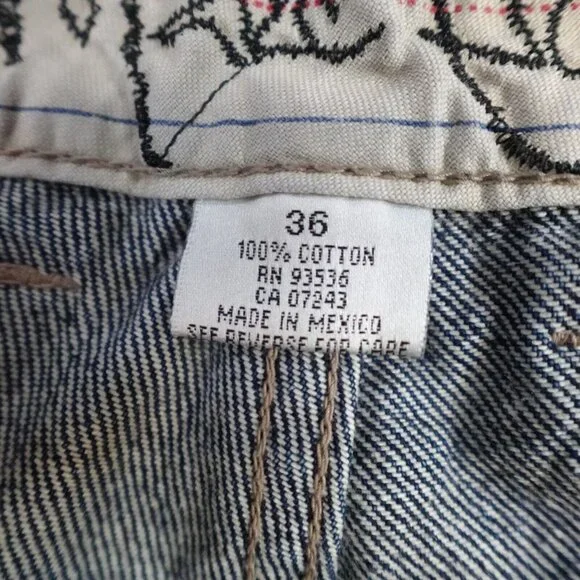 36
100% COTTON
RN 93536
CA 07243
MADE IN MEXICO
SEE REVERSE FOR CARE